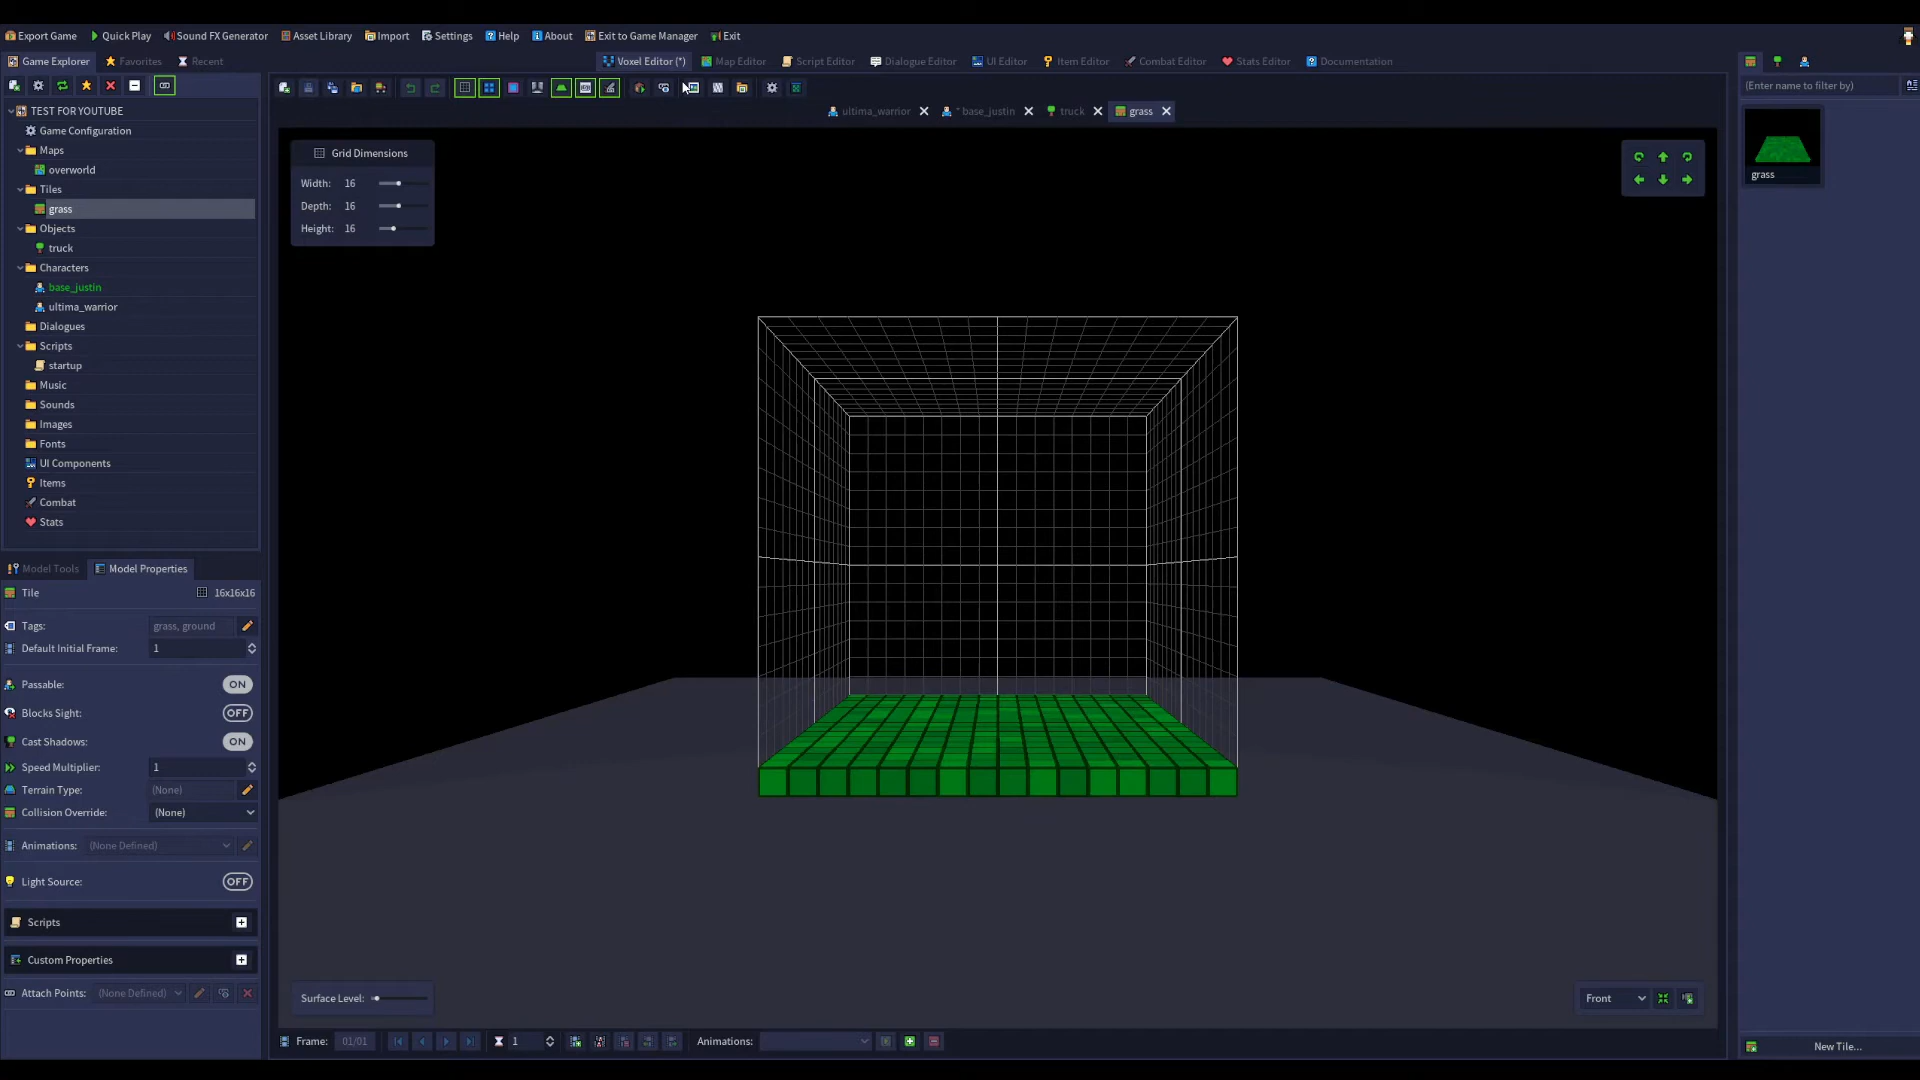 Export Game Quick Play Sound FX Generator Asset Library Import Settings Help About Exit to Game Manager Exit
Game Explorer Favorites Recent
Voxel Editor (*) Map Editor Script Editor Dialogue Editor UI Editor Item Editor Combat Editor Stats Editor Documentation
(Enter name to filter by)
ultima_warrior * base_justin truck grass
TEST FOR YOUTUBE
Game Configuration
Maps
overworld
Tiles
grass
Objects
truck
Characters
base_justin
ultima_warrior
Dialogues
Scripts
startup
Music
Sounds
Images
Fonts
UI Components
Items
Combat
Stats
Model Tools Model Properties
Tile 16x16x16
Tags: grass, ground
Default Initial Frame: 1
Passable: ON
Blocks Sight: OFF
Cast Shadows: ON
Speed Multiplier: 1
Terrain Type: (None)
Collision Override: (None)
Animations: (None Defined)
Light Source: OFF
Scripts
Custom Properties
Attach Points: (None Defined)
Grid Dimensions
Width: 16
Depth: 16
Height: 16
Surface Level:
Front
Frame: 01/01 1 Animations:
grass
New Tile...